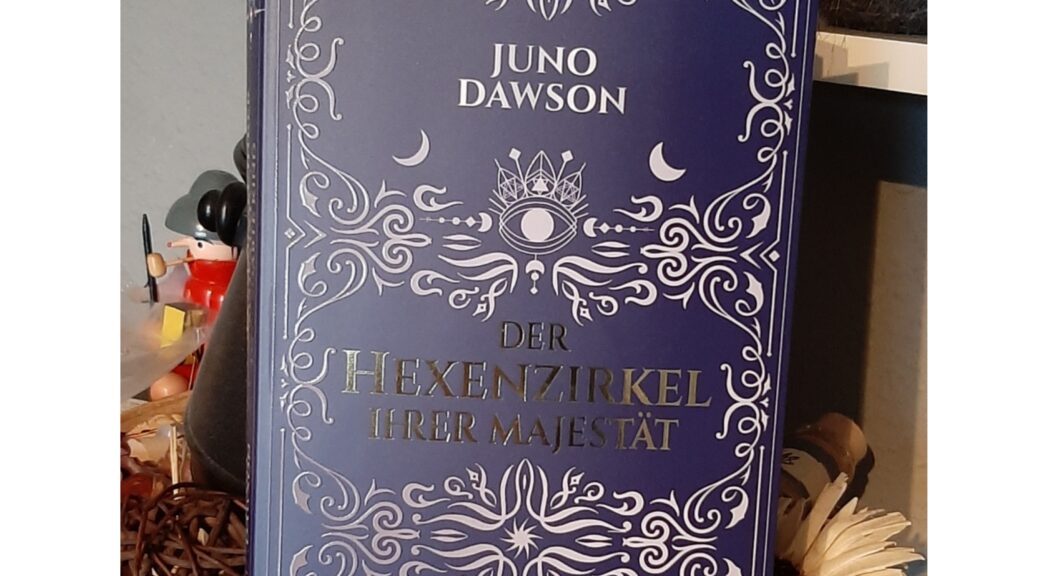 JUNO
DAWSON
DER
HEXENZIRKEL
IHRER MAJESTÄT